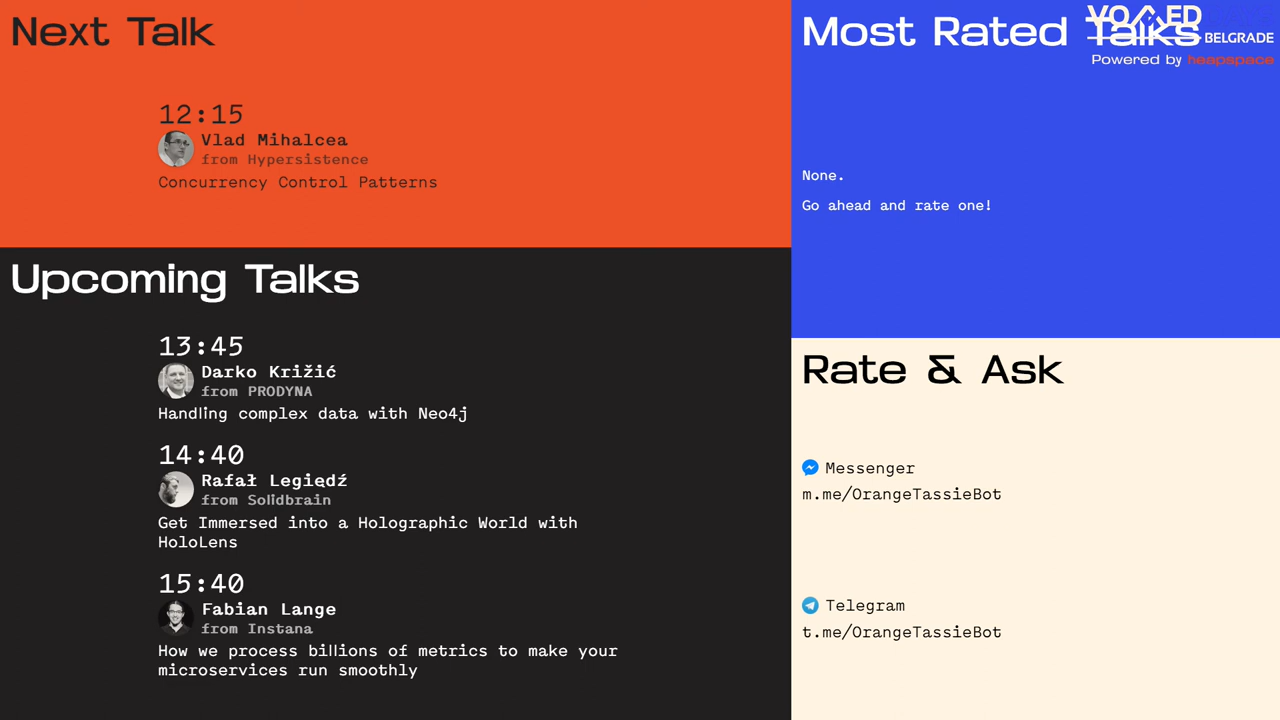 Next Talk
12:15
Vlad Mihalcea
from Hypersistence
Concurrency Control Patterns
Upcoming Talks
13:45
Darko Križić
from PRODYNA
Handling complex data with Neo4j
14:40
Rafał Legiędź
from Solidbrain
Get Immersed into a Holographic World with
HoloLens
15:40
Fabian Lange
from Instana
How we process billions of metrics to make your
microservices run smoothly
Most Rated Talks
BELGRADE
Powered by heapspace
None.
Go ahead and rate one!
Rate & Ask
Messenger
m.me/OrangeTassieBot
Telegram
t.me/OrangeTassieBot